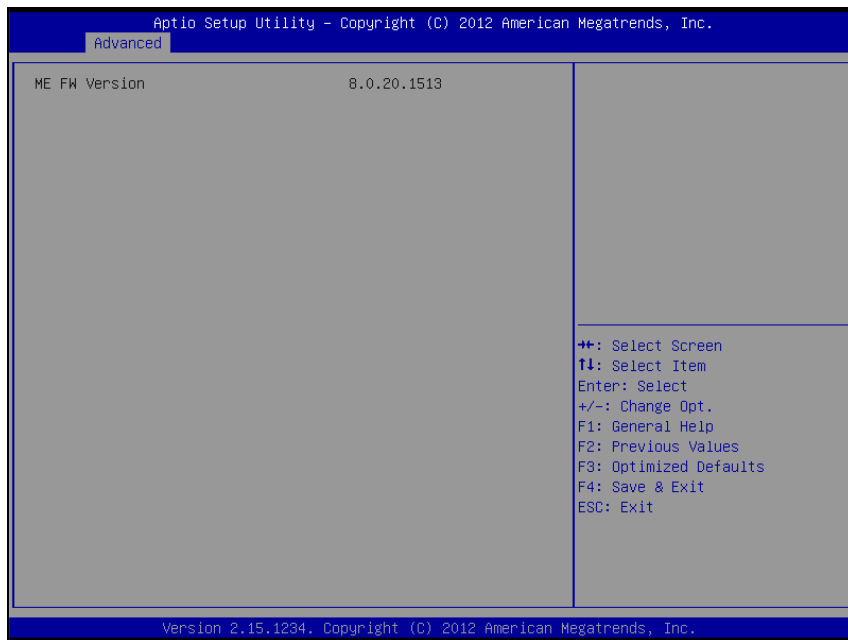 Aptio Setup Utility – Copyright (C) 2012 American Megatrends, Inc.
Advanced
ME FW Version 8.0.20.1513
→←: Select Screen
↑↓: Select Item
Enter: Select
+/-: Change Opt.
F1: General Help
F2: Previous Values
F3: Optimized Defaults
F4: Save & Exit
ESC: Exit
Version 2.15.1234. Copyright (C) 2012 American Megatrends, Inc.